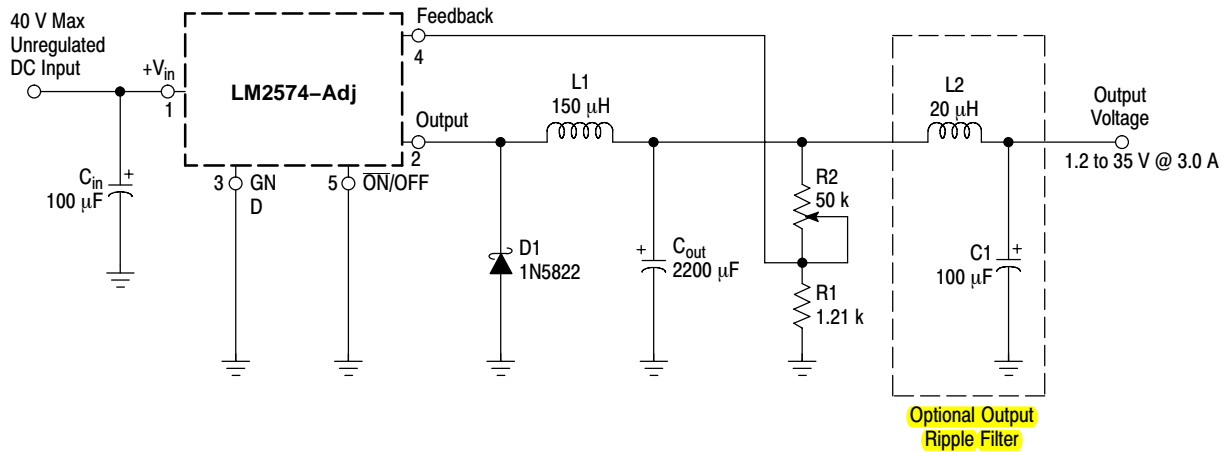 40 V Max
Unregulated
DC Input
+Vin
1
LM2574–Adj
Feedback
4
Output
2
3
GN
D
5
ON/OFF
Cin
100 µF
+
D1
1N5822
L1
150 µH
+
Cout
2200 µF
R2
50 k
R1
1.21 k
L2
20 µH
C1
100 µF
+
Output
Voltage
1.2 to 35 V @ 3.0 A
Optional Output
Ripple Filter